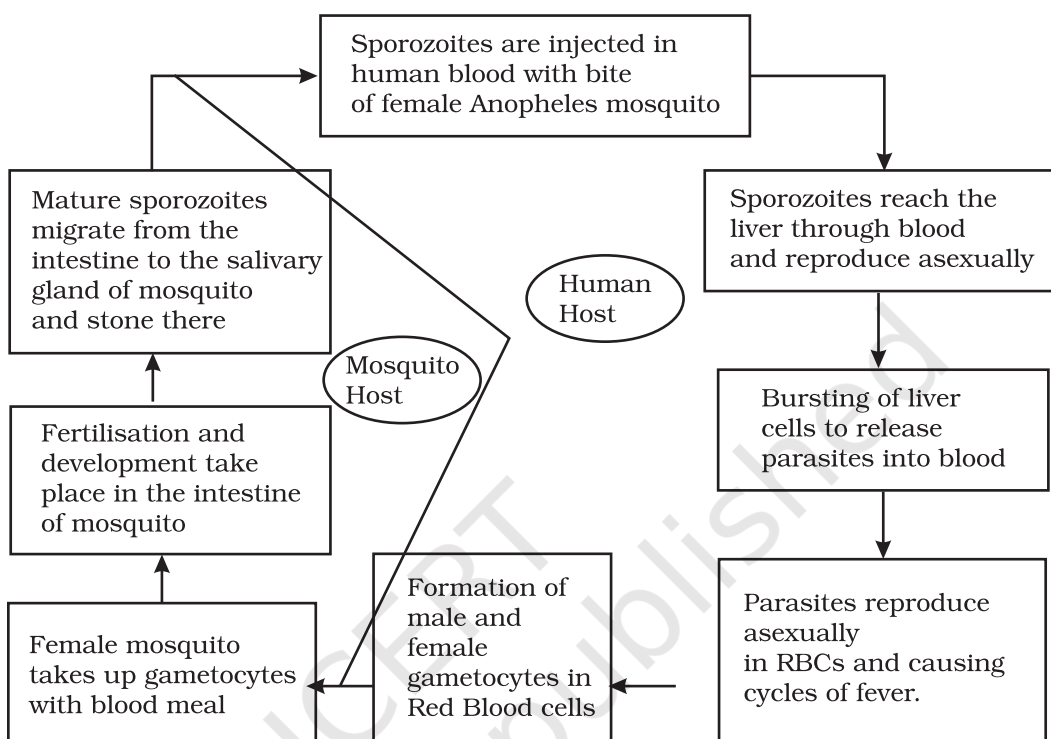 Sporozoites are injected in
human blood with bite
of female Anopheles mosquito
Sporozoites reach the
liver through blood
and reproduce asexually
Bursting of liver
cells to release
parasites into blood
Parasites reproduce
asexually
in RBCs and causing
cycles of fever.
Formation of
male and
female
gametocytes in
Red Blood cells
Female mosquito
takes up gametocytes
with blood meal
Fertilisation and
development take
place in the intestine
of mosquito
Mature sporozoites
migrate from the
intestine to the salivary
gland of mosquito
and stone there
Human
Host
Mosquito
Host
NCERT
published